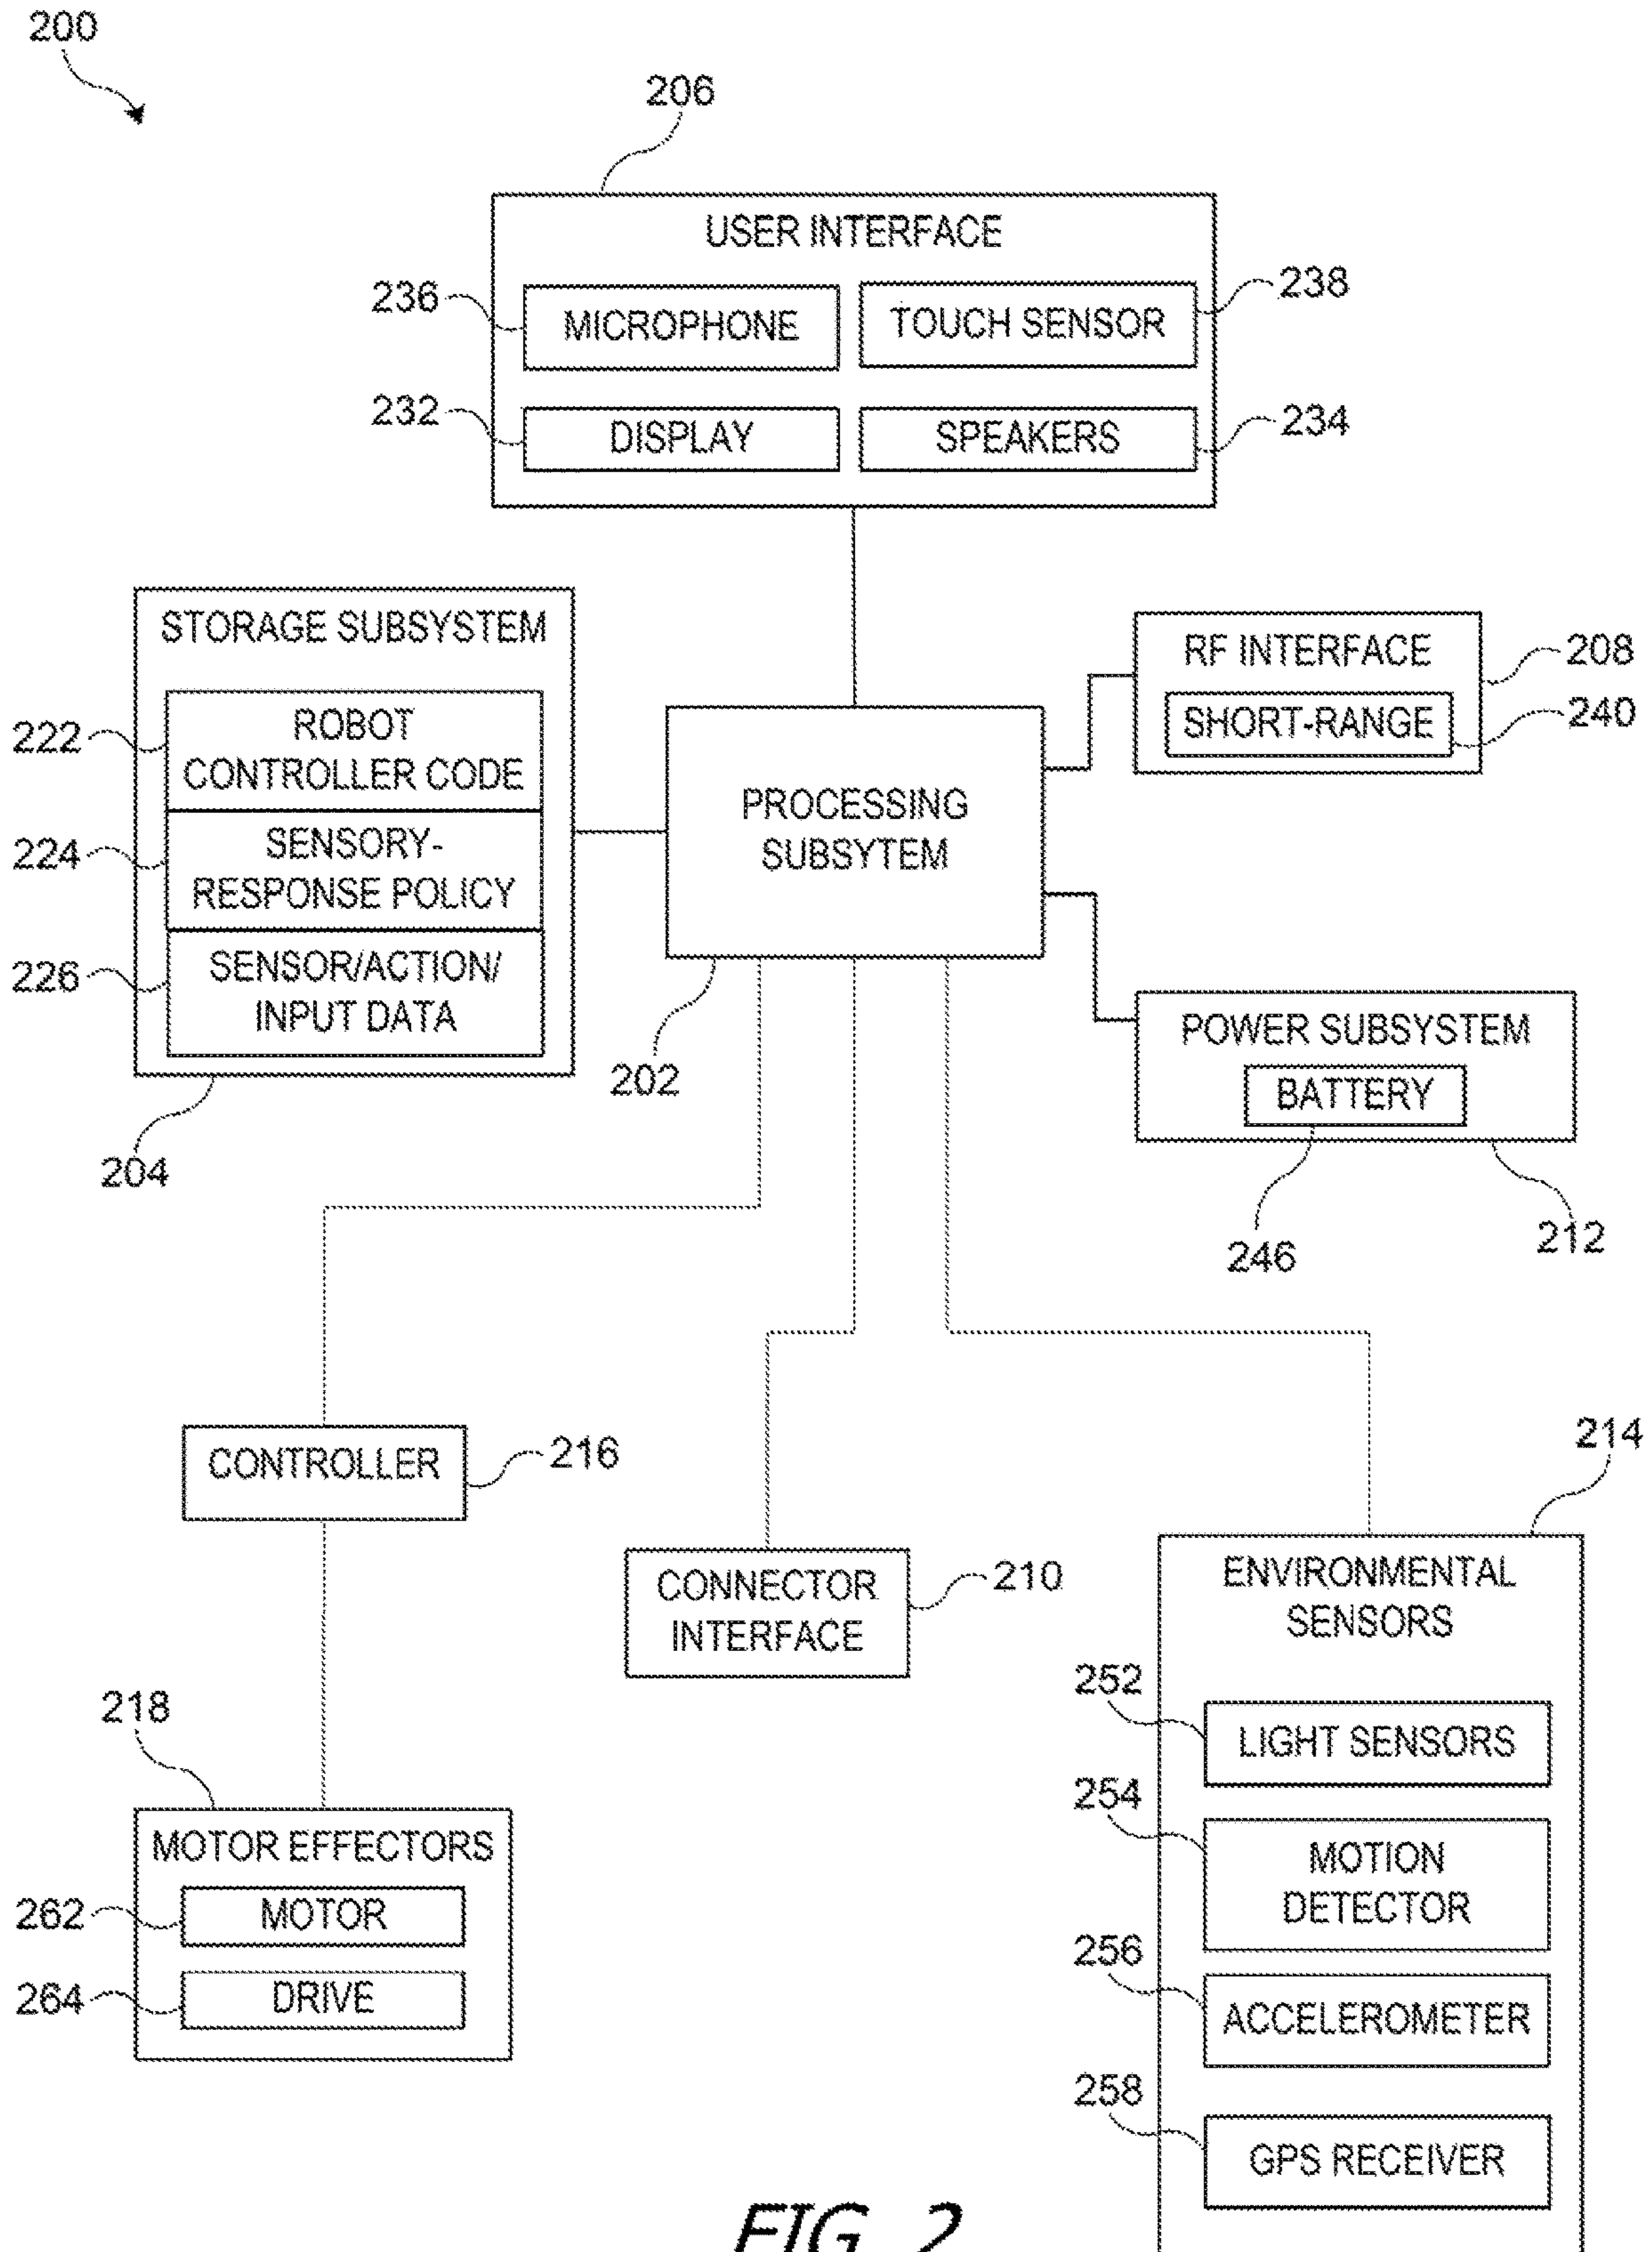 200
206
USER INTERFACE
236
MICROPHONE
TOUCH SENSOR
238
232
DISPLAY
SPEAKERS
234
STORAGE SUBSYSTEM
222
ROBOT
CONTROLLER CODE
224
SENSORY-
RESPONSE POLICY
226
SENSOR/ACTION/
INPUT DATA
204
PROCESSING
SUBSYTEM
202
RF INTERFACE
208
SHORT-RANGE
240
POWER SUBSYSTEM
BATTERY
246
212
CONTROLLER
216
CONNECTOR
INTERFACE
210
218
MOTOR EFFECTORS
262
MOTOR
264
DRIVE
214
ENVIRONMENTAL
SENSORS
252
LIGHT SENSORS
254
MOTION
DETECTOR
256
ACCELEROMETER
258
GPS RECEIVER
FIG. 2